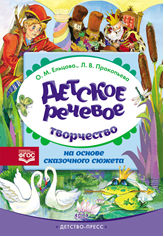 О. М. Ельцова, Л. В. Прокопьева
ДЕТСКОЕ
РЕЧЕВОЕ
ТВОРЧЕСТВО
на основе
сказочного сюжета
ФГОС
ДЕТСТВО-ПРЕСС